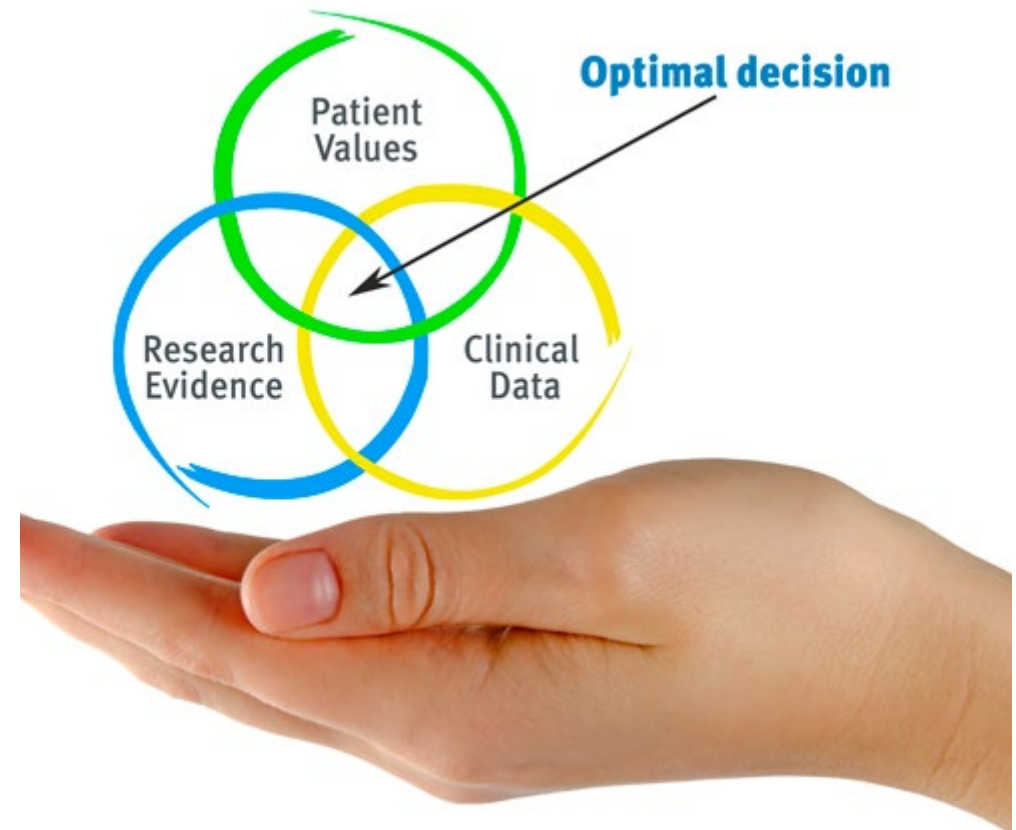 Optimal decision
Patient
Values
Research
Evidence
Clinical
Data